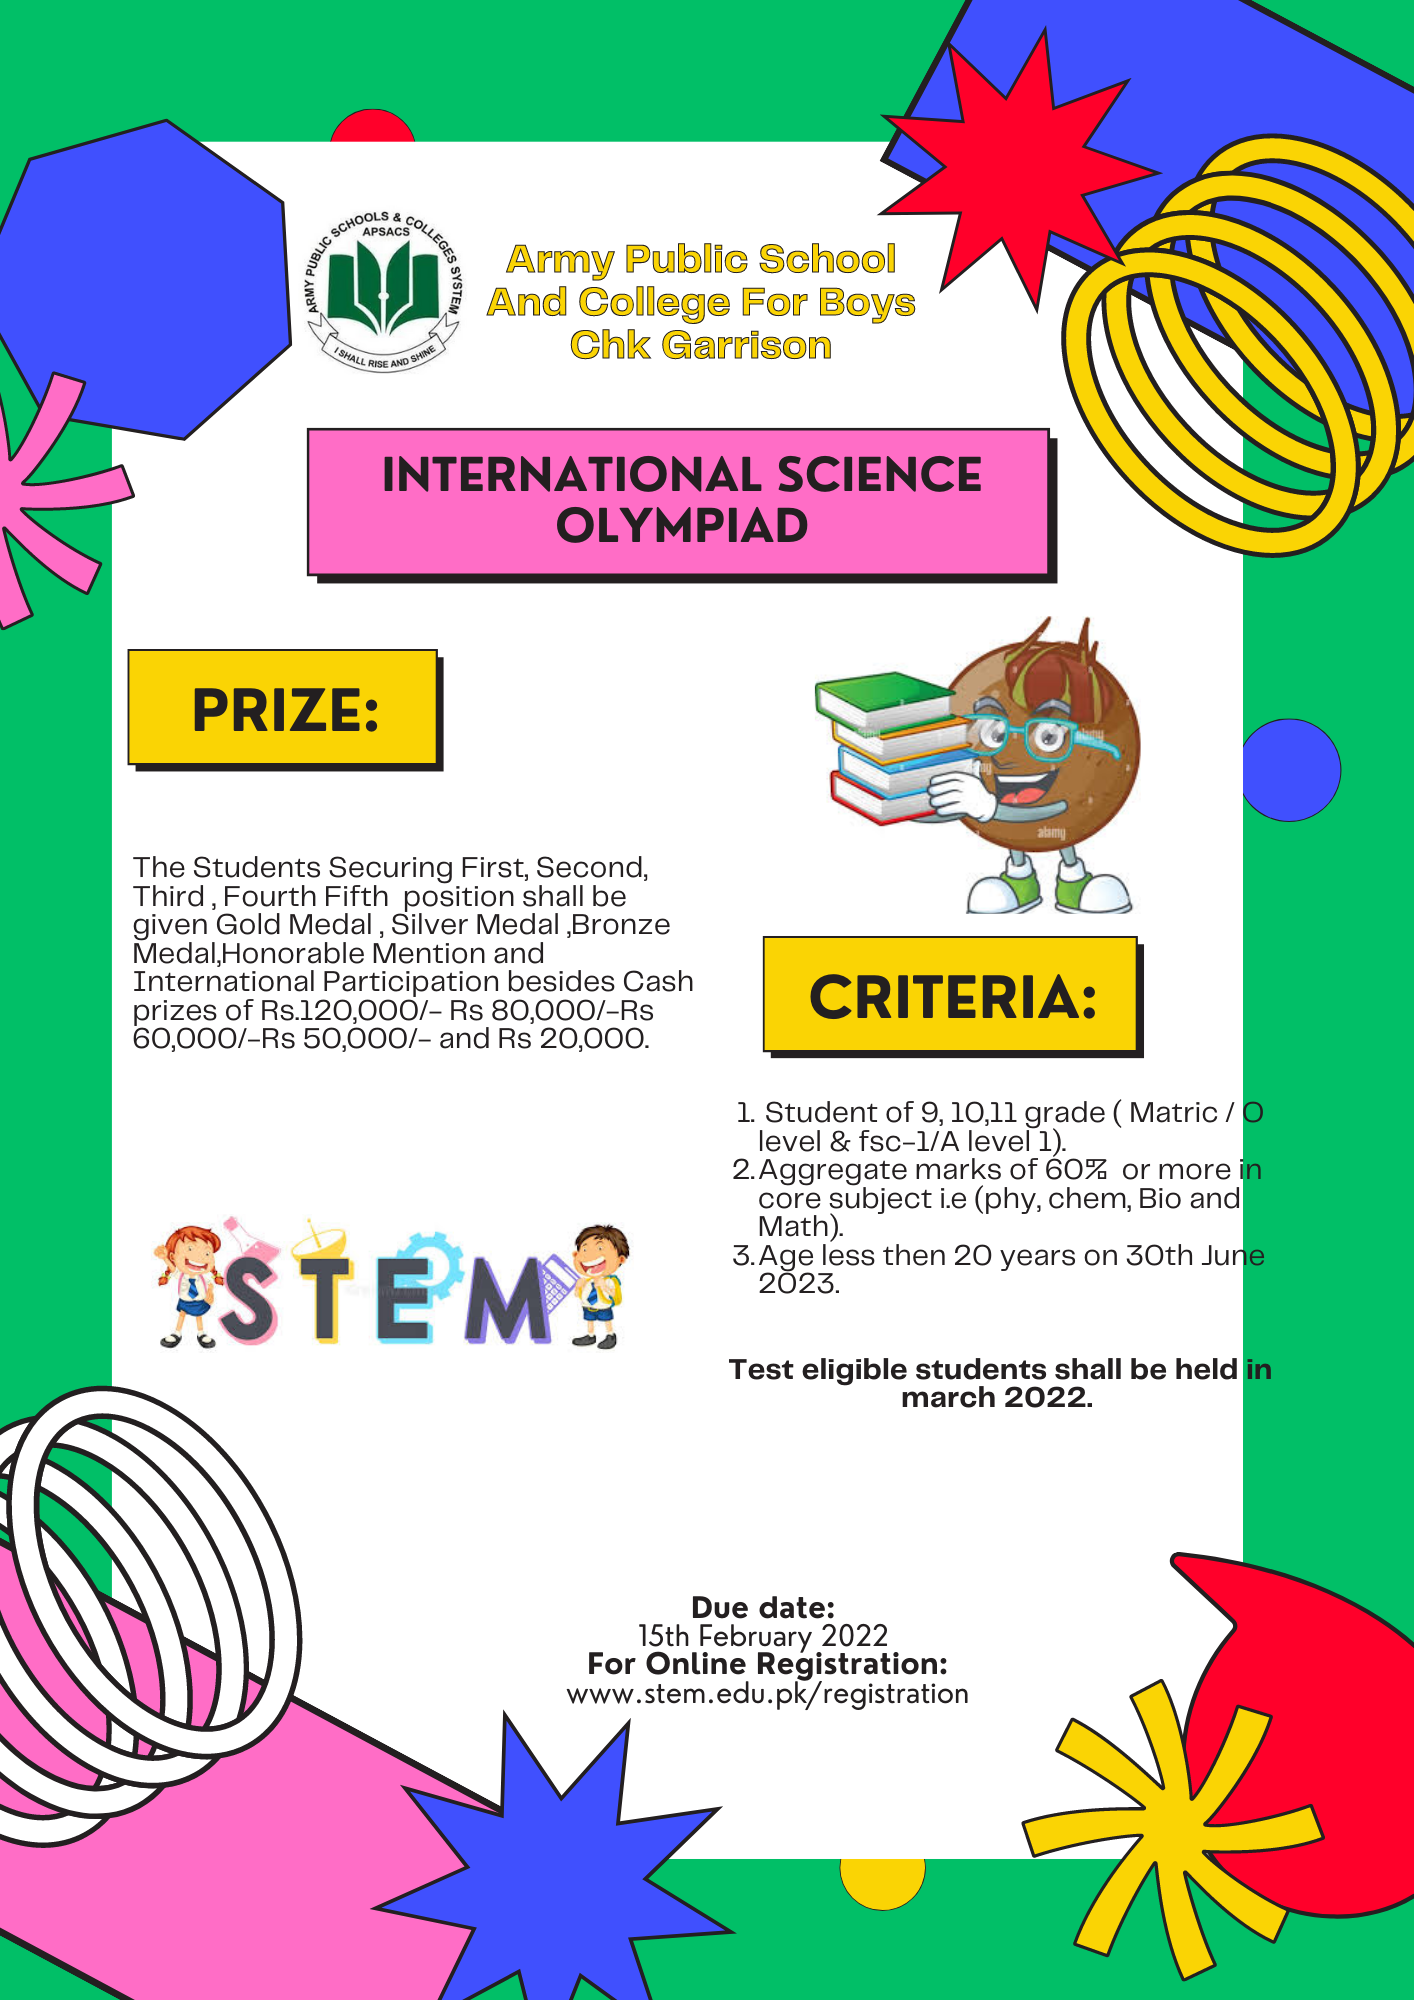 ARMY PUBLIC SCHOOLS & COLLEGES SYSTEM
APSACS
I SHALL RISE AND SHINE
Army Public School
And College For Boys
Chk Garrison
INTERNATIONAL SCIENCE
OLYMPIAD
PRIZE:
alamy
alamy
alamy
The Students Securing First, Second,
Third , Fourth Fifth  position shall be
given Gold Medal , Silver Medal ,Bronze
Medal,Honorable Mention and
International Participation besides Cash
prizes of Rs.120,000/- Rs 80,000/-Rs
60,000/-Rs 50,000/- and Rs 20,000.
CRITERIA:
1. Student of 9, 10,11 grade ( Matric / O
level & fsc-1/A level 1).
2.Aggregate marks of 60%  or more in
core subject i.e (phy, chem, Bio and
Math).
3.Age less then 20 years on 30th June
2023.
STEM
Test eligible students shall be held in
march 2022.
Due date:
15th February 2022
For Online Registration:
www.stem.edu.pk/registration